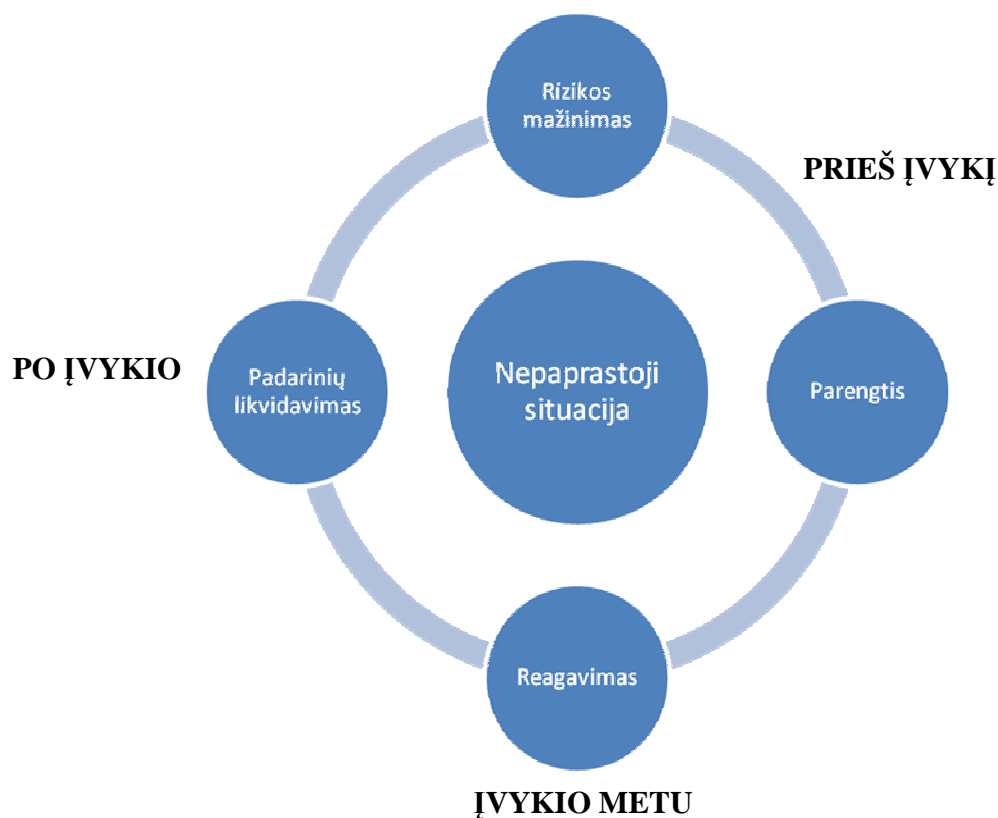 Rizikos
mažinimas
PRIEŠ ĮVYKĮ
PO ĮVYKIO
Padarinių
likvidavimas
Nepaprastoji
situacija
Parengtis
Reagavimas
ĮVYKIO METU